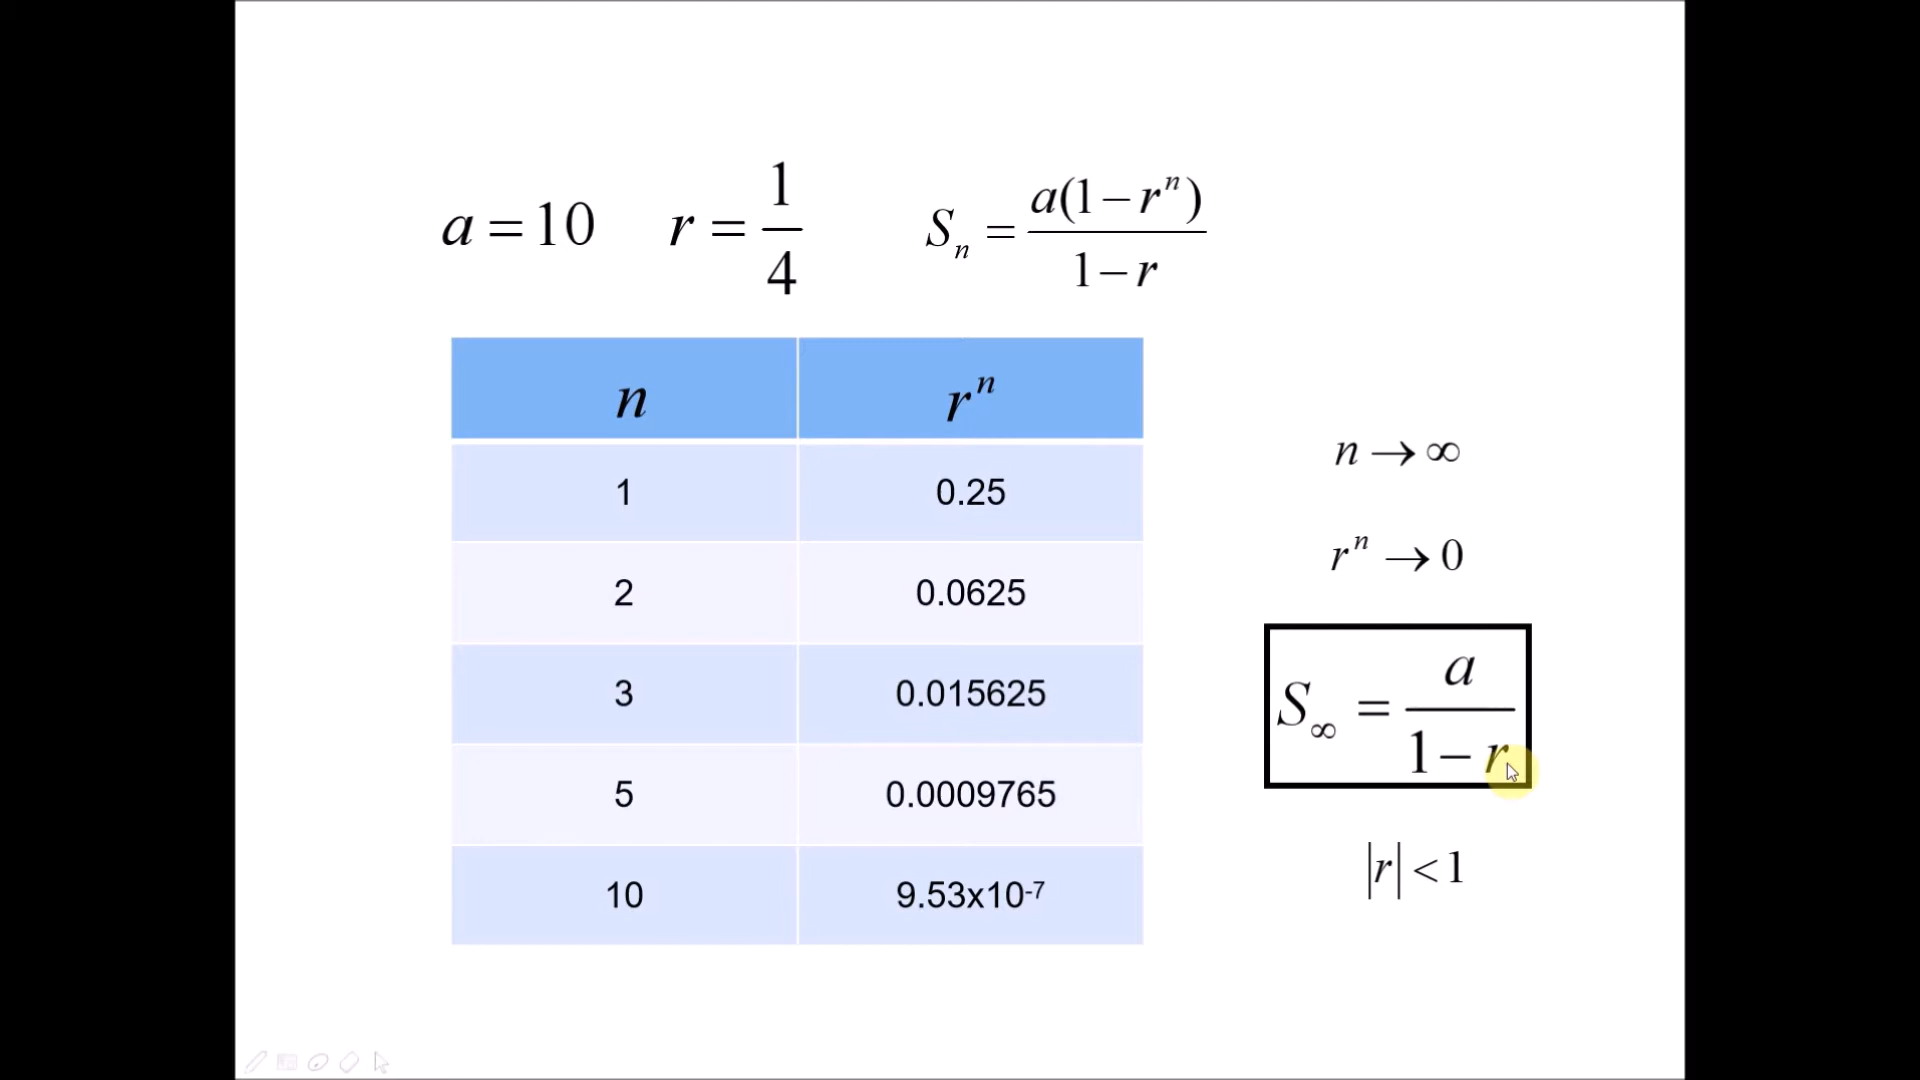 a = 10 r = 1/4 Sₙ = a(1 − rⁿ)/(1 − r)
n rⁿ
1 0.25
2 0.0625
3 0.015625
5 0.0009765
10 9.53x10⁻⁷
n → ∞
rⁿ → 0
S∞ = a/(1 − r)
|r| < 1